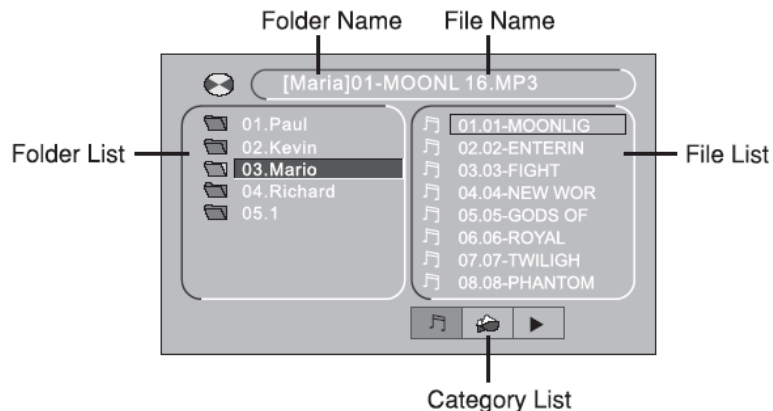 Folder Name
File Name
[Maria]01-MOONL 16.MP3
Folder List
01.Paul
02.Kevin
03.Mario
04.Richard
05.1
01.01-MOONLIG
02.02-ENTERIN
03.03-FIGHT
04.04-NEW WOR
05.05-GODS OF
06.06-ROYAL
07.07-TWILIGH
08.08-PHANTOM
File List
Category List